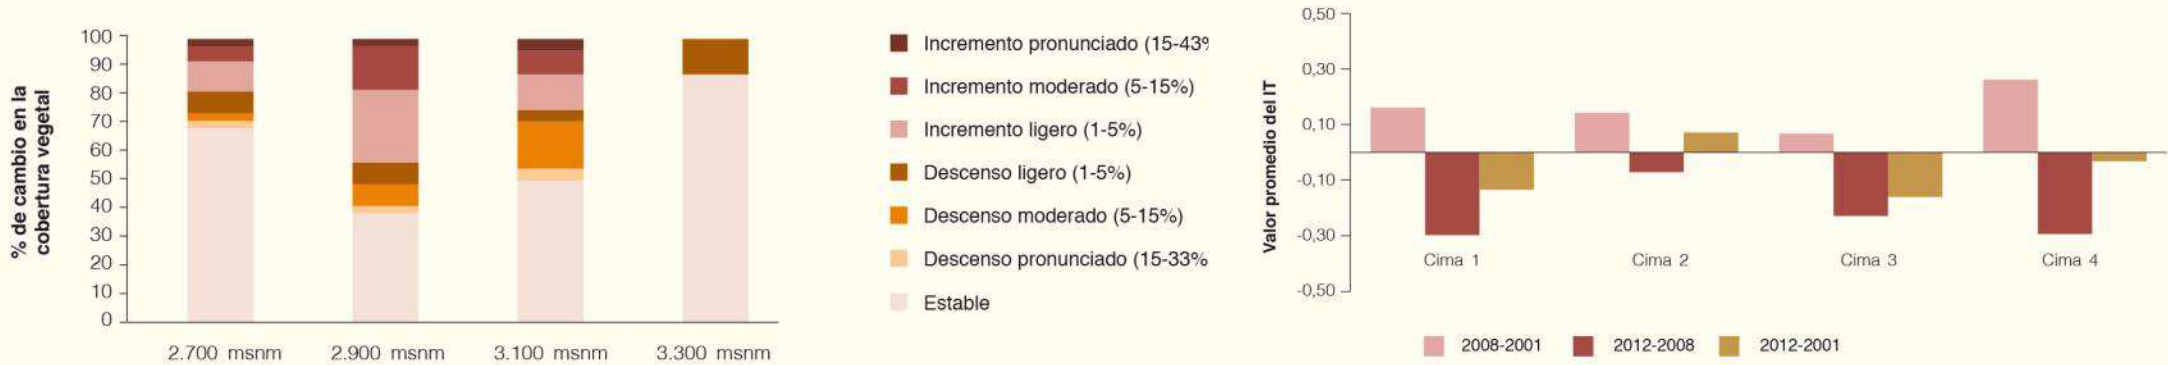 % de cambio en la
cobertura vegetal
100
90
80
70
60
50
40
30
20
10
0
2.700 msnm
2.900 msnm
3.100 msnm
3.300 msnm
Incremento pronunciado (15-43%
Incremento moderado (5-15%)
Incremento ligero (1-5%)
Descenso ligero (1-5%)
Descenso moderado (5-15%)
Descenso pronunciado (15-33%
Estable
Valor promedio del IT
0,50
0,30
0,10
-0,10
-0,30
-0,50
Cima 1
Cima 2
Cima 3
Cima 4
2008-2001
2012-2008
2012-2001